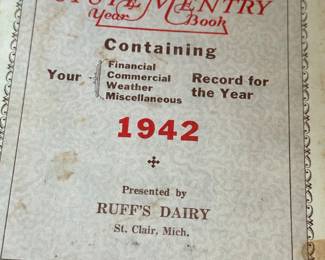 Year Book
Containing
Your Financial Record for
Commercial
Weather the Year
Miscellaneous
1942
Presented by
RUFF'S DAIRY
St. Clair, Mich.